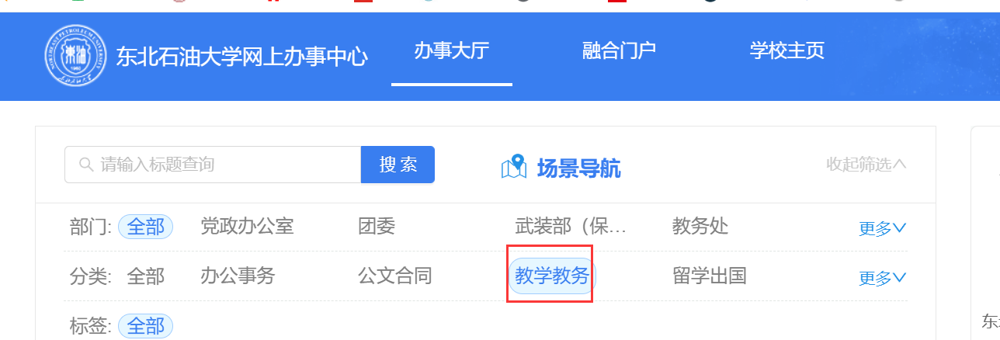 东北石油大学网上办事中心 办事大厅 融合门户 学校主页
请输入标题查询 搜 索 场景导航 收起筛选
部门: 全部 党政办公室 团委 武装部（保… 教务处 更多
分类: 全部 办公事务 公文合同 教学教务 留学出国 更多
标签: 全部
东